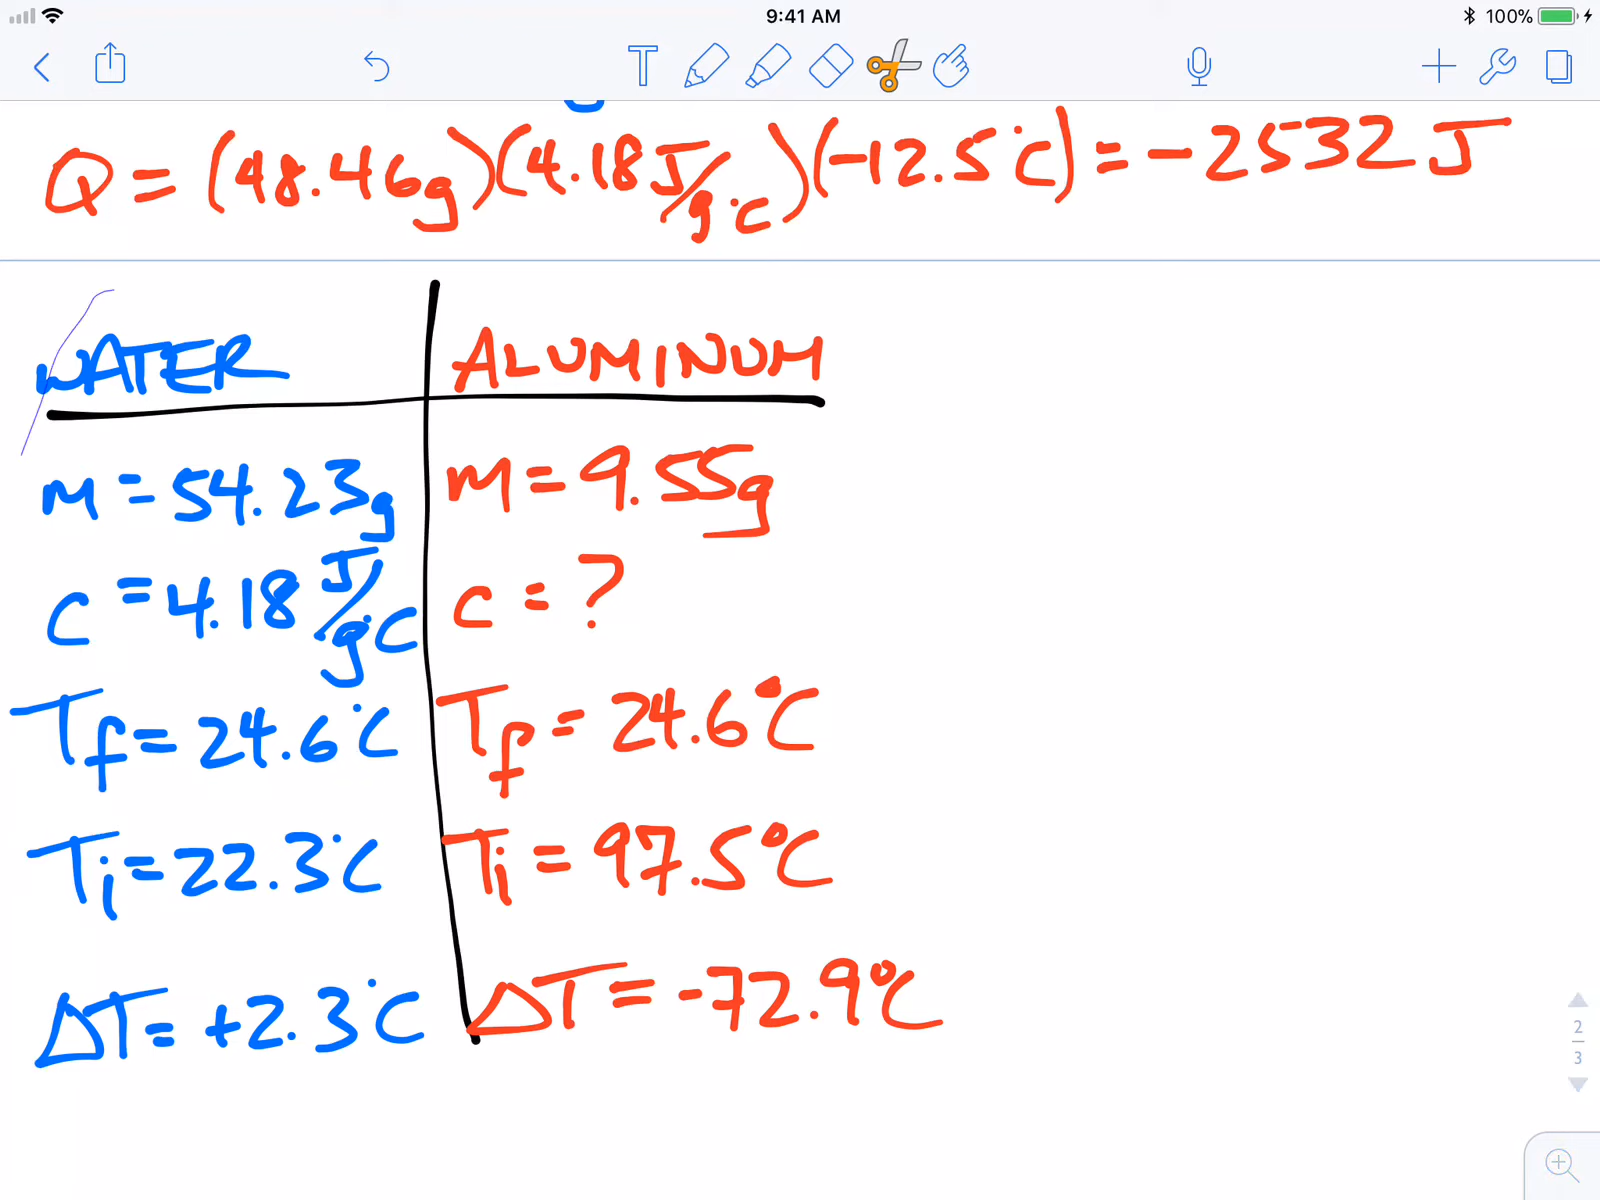 9:41 AM
100%
T
Q = (48.46g)(4.18 J/g°C)(-12.5°C) = -2532 J
WATER
ALUMINUM
m = 54.23g
m = 9.55g
c = 4.18 J/g°C
c = ?
Tf = 24.6°C
Tf = 24.6°C
Ti = 22.3°C
Ti = 97.5°C
ΔT = +2.3°C
ΔT = -72.9°C
2
3